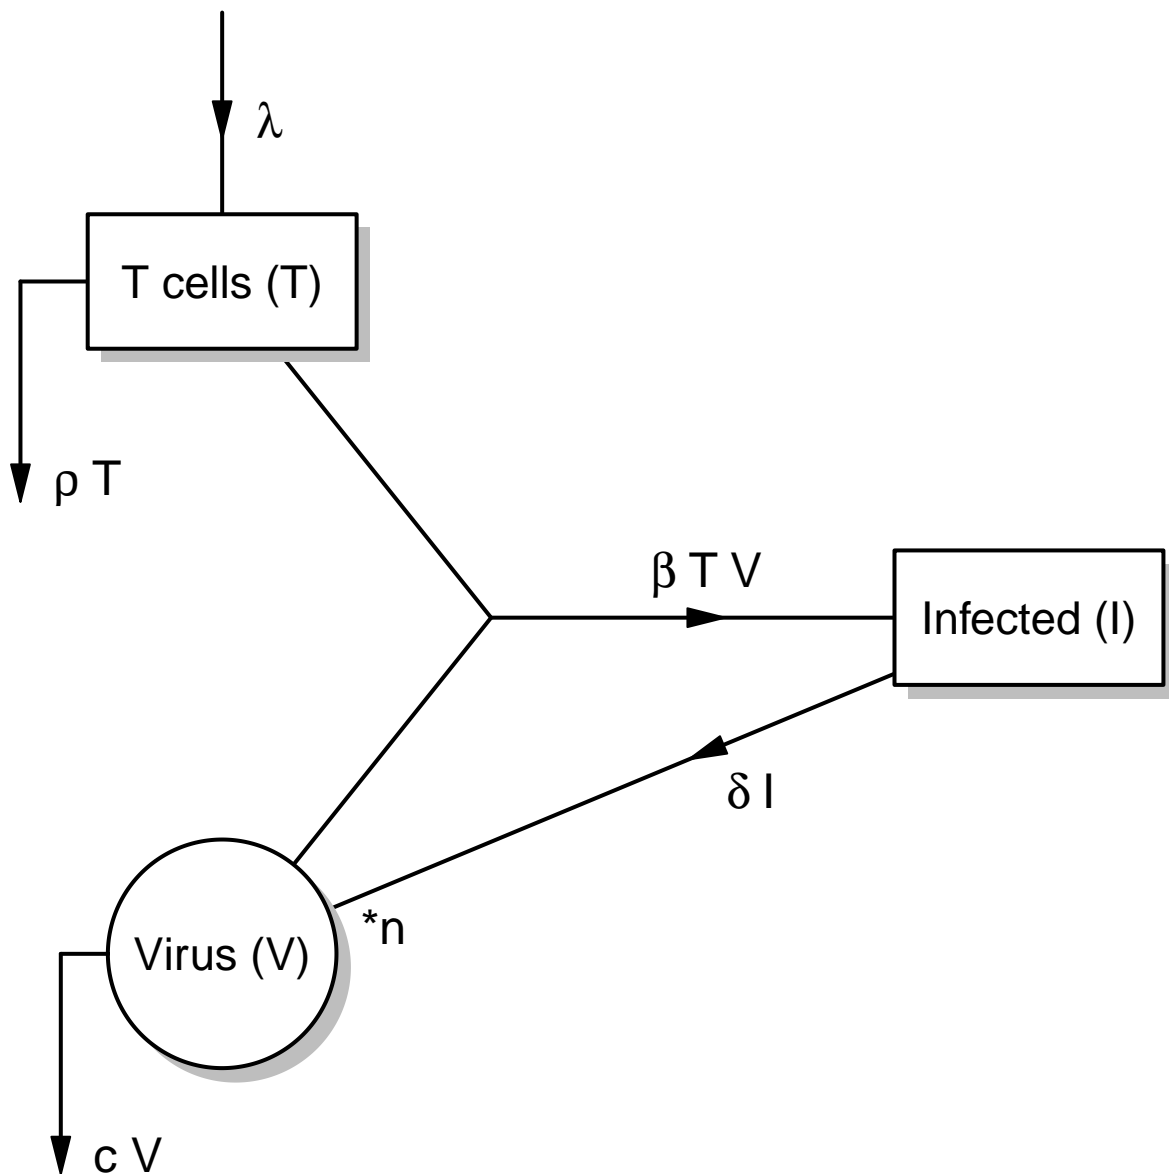 λ
T cells (T)
ρ T
β T V
Infected (I)
δ I
*n
Virus (V)
c V